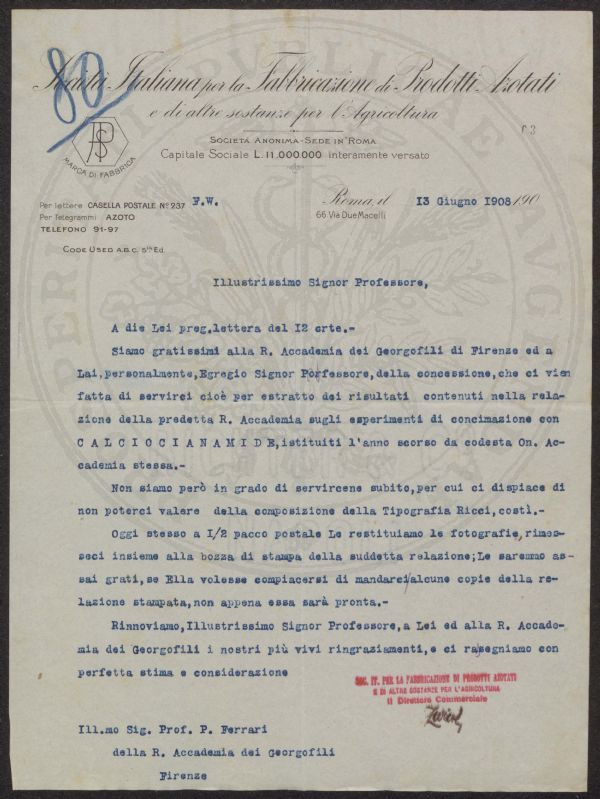 80
Società Italiana per la Fabbricazione di Prodotti Azotati
e di altre sostanze per l'Agricoltura
SOCIETÀ ANONIMA-SEDE IN ROMA
Capitale Sociale L. 11.000.000 interamente versato
MARCA DI FABBRICA
Per lettere CASELLA POSTALE No 237 F.W.
Per Telegrammi AZOTO
TELEFONO 91-97
CODE USED A.B.C. 5th Ed.
Roma, il 13 Giugno 1908 190
66 Via Due Macelli
Illustrissimo Signor Professore,
A die Lei preg.lettera del 12 crte.-
Siamo gratissimi alla R. Accademia dei Georgofili di Firenze ed a
Lai,personalmente,Egregio Signor Porfessore,della concessione,che ci vien
fatta di servirci cioè per estratto dei risultati contenuti nella rela-
zione della predetta R. Accademia sugli esperimenti di concimazione con
C A L C I O C I A N A M I D E,istituiti l'anno scorso da codesta On. Ac-
cademia stessa.-
Non siamo però in grado di servircene subito,per cui ci dispiace di
non poterci valere della composizione della Tipografia Ricci,costì.-
Oggi stesso a I/2 pacco postale Le restituiamo le fotografie,rimes-
seci insieme alla bozza di stampa della suddetta relazione;Le saremmo as-
sai grati,se Ella volesse compiacersi di mandarci alcune copie della re-
lazione stampata,non appena essa sarà pronta.-
Rinnoviamo,Illustrissimo Signor Professore,a Lei ed alla R. Accade-
mia dei Georgofili i nostri più vivi ringraziamenti,e ci rasegniamo con
perfetta stima e considerazione
SOC. IT. PER LA FABBRICAZIONE DI PRODOTTI AZOTATI
E DI ALTRE SOSTANZE PER L'AGRICOLTURA
Il Direttore Commerciale
Ill.mo Sig. Prof. P. Ferrari
della R. Accademia dei Georgofili
Firenze